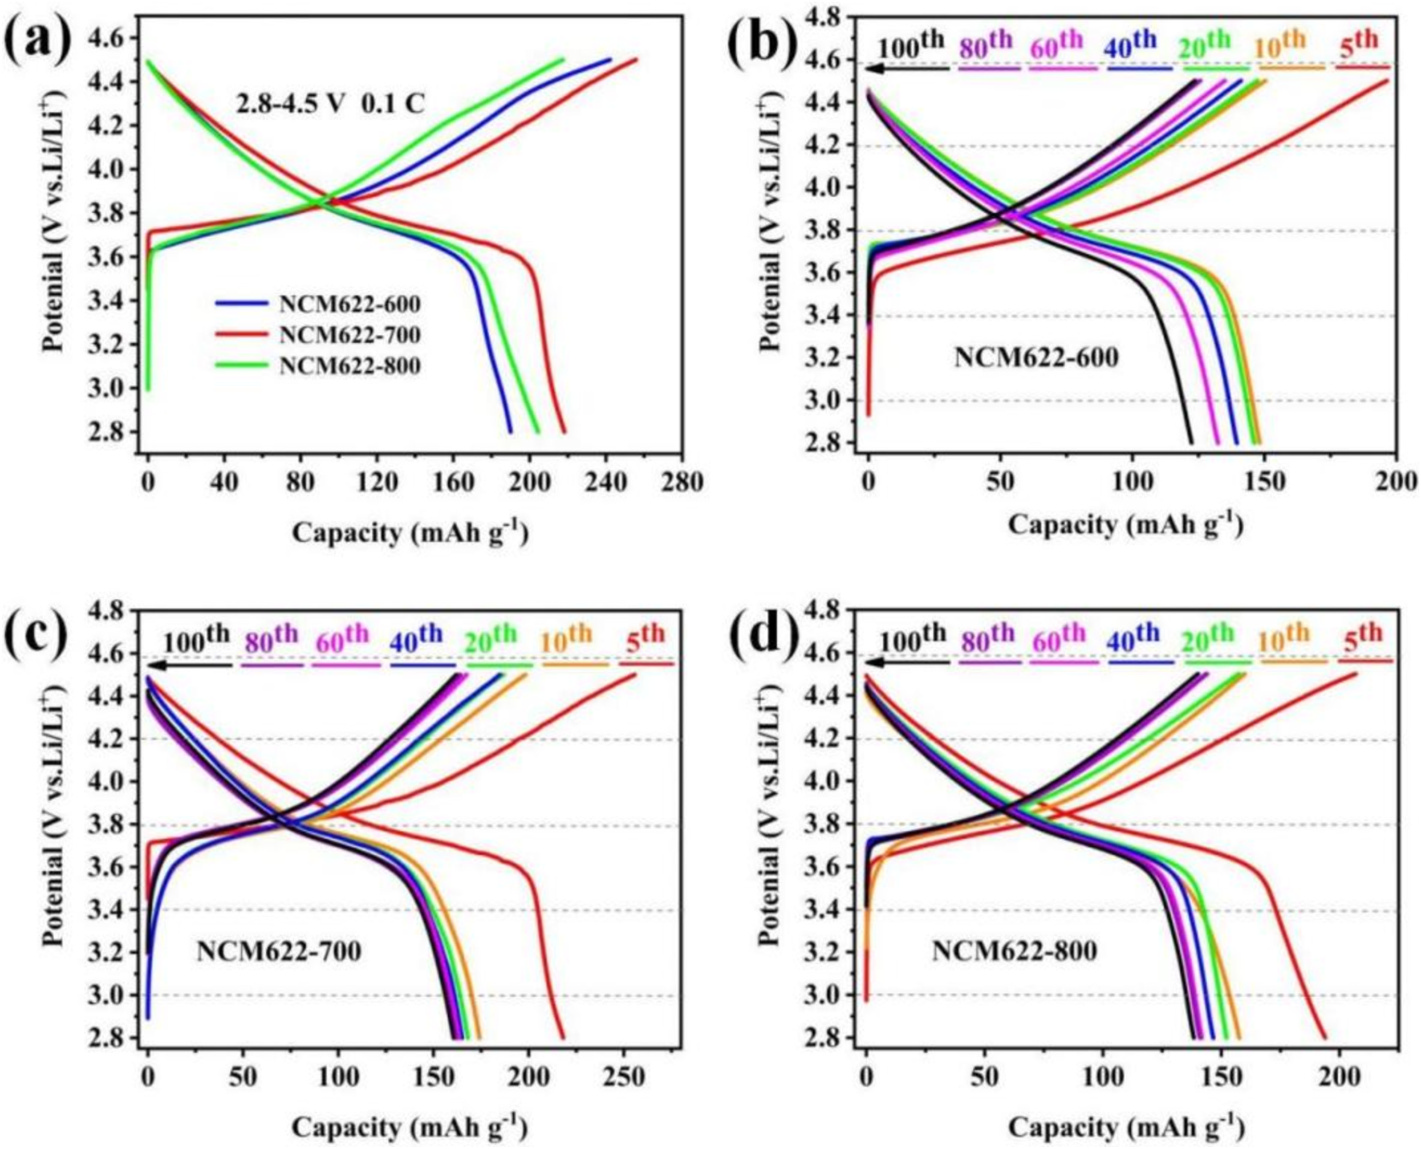 (a)
4.6
4.4
4.2
4.0
3.8
3.6
3.4
3.2
3.0
2.8
Potenial (V vs.Li/Li⁺)
2.8-4.5 V 0.1 C
NCM622-600
NCM622-700
NCM622-800
0 40 80 120 160 200 240 280
Capacity (mAh g⁻¹)
(b)
4.8
4.6
4.4
4.2
4.0
3.8
3.6
3.4
3.2
3.0
2.8
Potenial (V vs.Li/Li⁺)
100th 80th 60th 40th 20th 10th 5th
NCM622-600
0 50 100 150 200
Capacity (mAh g⁻¹)
(c)
4.8
4.6
4.4
4.2
4.0
3.8
3.6
3.4
3.2
3.0
2.8
Potenial (V vs.Li/Li⁺)
100th 80th 60th 40th 20th 10th 5th
NCM622-700
0 50 100 150 200 250
Capacity (mAh g⁻¹)
(d)
4.8
4.6
4.4
4.2
4.0
3.8
3.6
3.4
3.2
3.0
2.8
Potenial (V vs.Li/Li⁺)
100th 80th 60th 40th 20th 10th 5th
NCM622-800
0 50 100 150 200
Capacity (mAh g⁻¹)